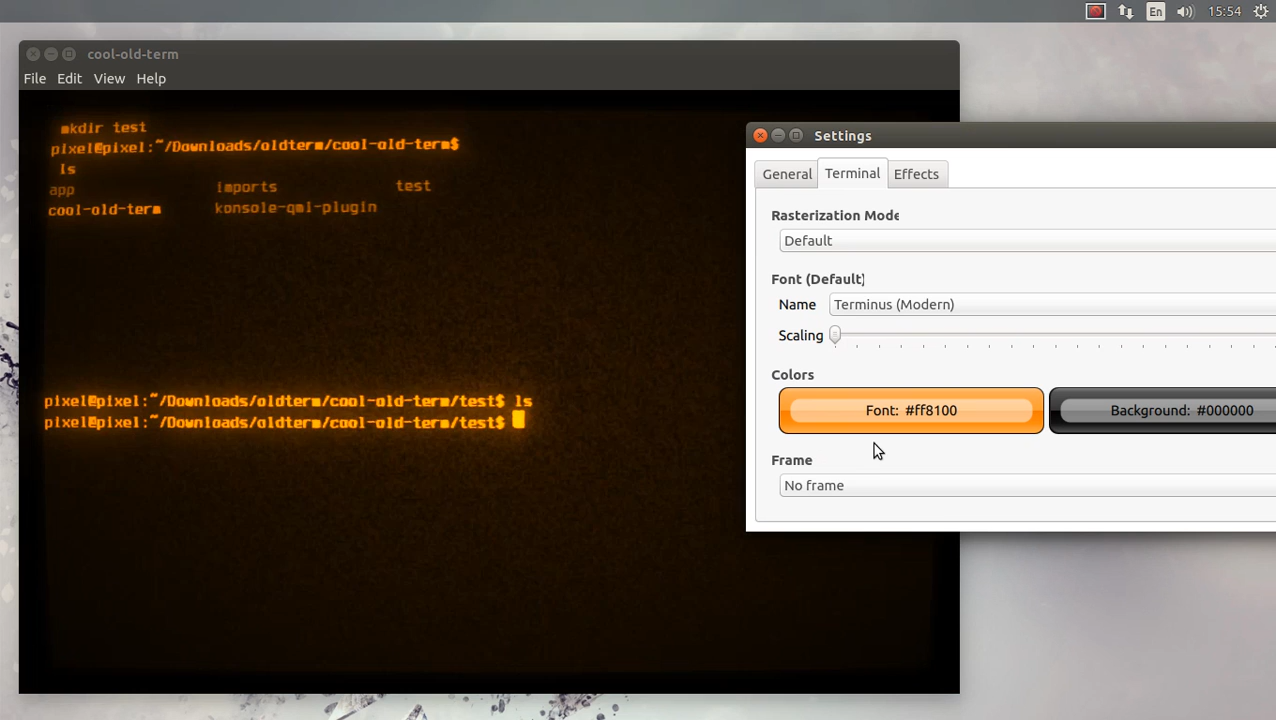 En 15:54
cool-old-term
File Edit View Help
mkdir test
pixel@pixel:~/Downloads/oldterm/cool-old-term$
ls
app imports test
cool-old-term konsole-qml-plugin
pixel@pixel:~/Downloads/oldterm/cool-old-term/test$ ls
pixel@pixel:~/Downloads/oldterm/cool-old-term/test$
Settings
General Terminal Effects
Rasterization Mode
Default
Font (Default)
Name Terminus (Modern)
Scaling
Colors
Font: #ff8100 Background: #000000
Frame
No frame